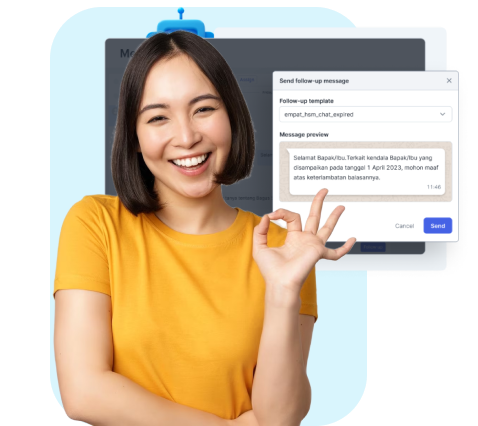 Send follow-up message
Follow-up template
empat_hsm_chat_expired
Message preview
Selamat Bapak/Ibu.Terkait kendala Bapak/Ibu yang
disempaikan pada tanggal 1 April 2023, mohon maaf
atas keterlambatan balasannya.
11:46
Cancel
Send